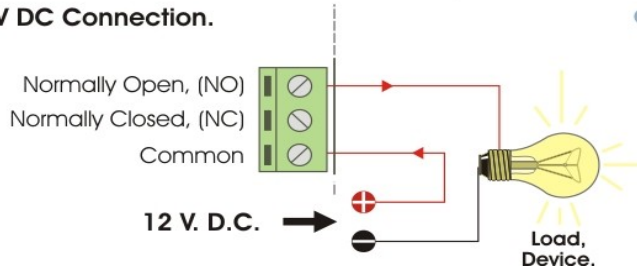 V DC Connection.
Normally Open, (NO)
Normally Closed, (NC)
Common
12 V. D.C.
Load,
Device.